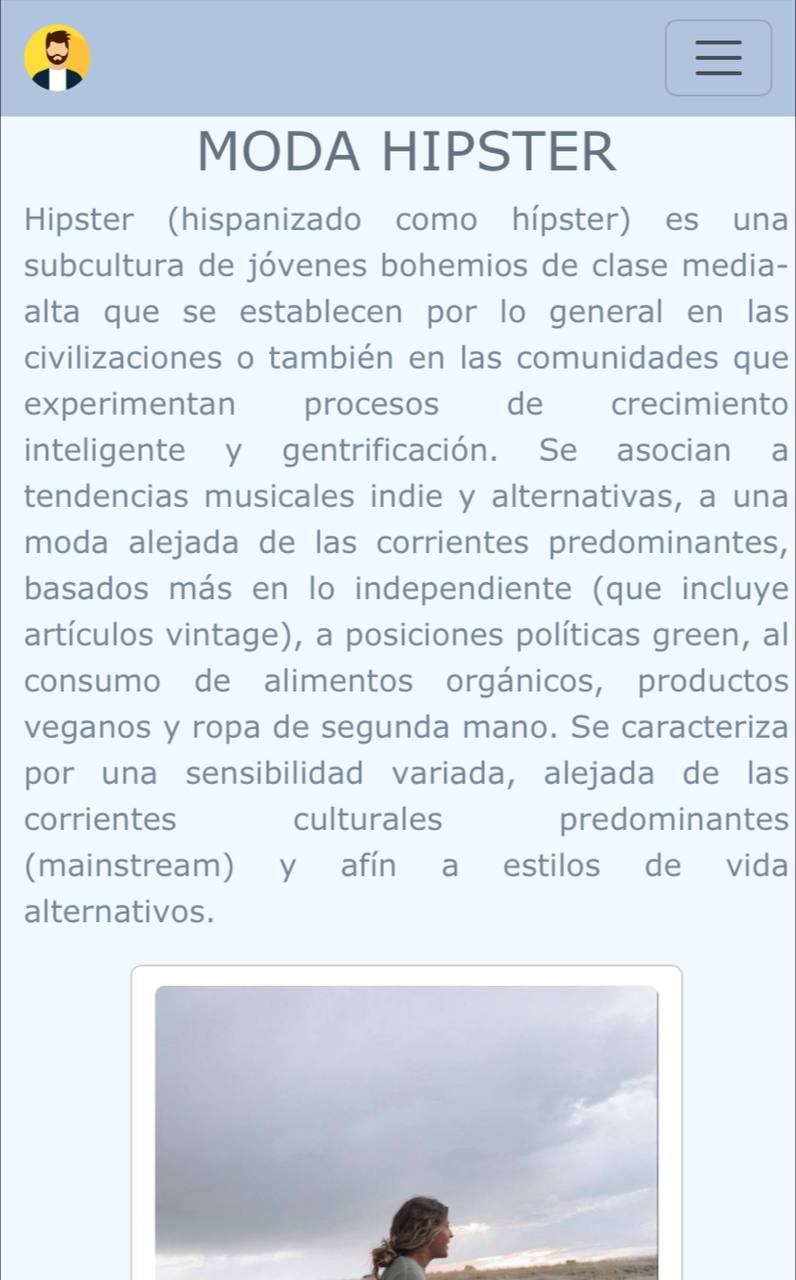 MODA HIPSTER
Hipster (hispanizado como hípster) es una
subcultura de jóvenes bohemios de clase media-
alta que se establecen por lo general en las
civilizaciones o también en las comunidades que
experimentan procesos de crecimiento
inteligente y gentrificación. Se asocian a
tendencias musicales indie y alternativas, a una
moda alejada de las corrientes predominantes,
basados más en lo independiente (que incluye
artículos vintage), a posiciones políticas green, al
consumo de alimentos orgánicos, productos
veganos y ropa de segunda mano. Se caracteriza
por una sensibilidad variada, alejada de las
corrientes culturales predominantes
(mainstream) y afín a estilos de vida
alternativos.